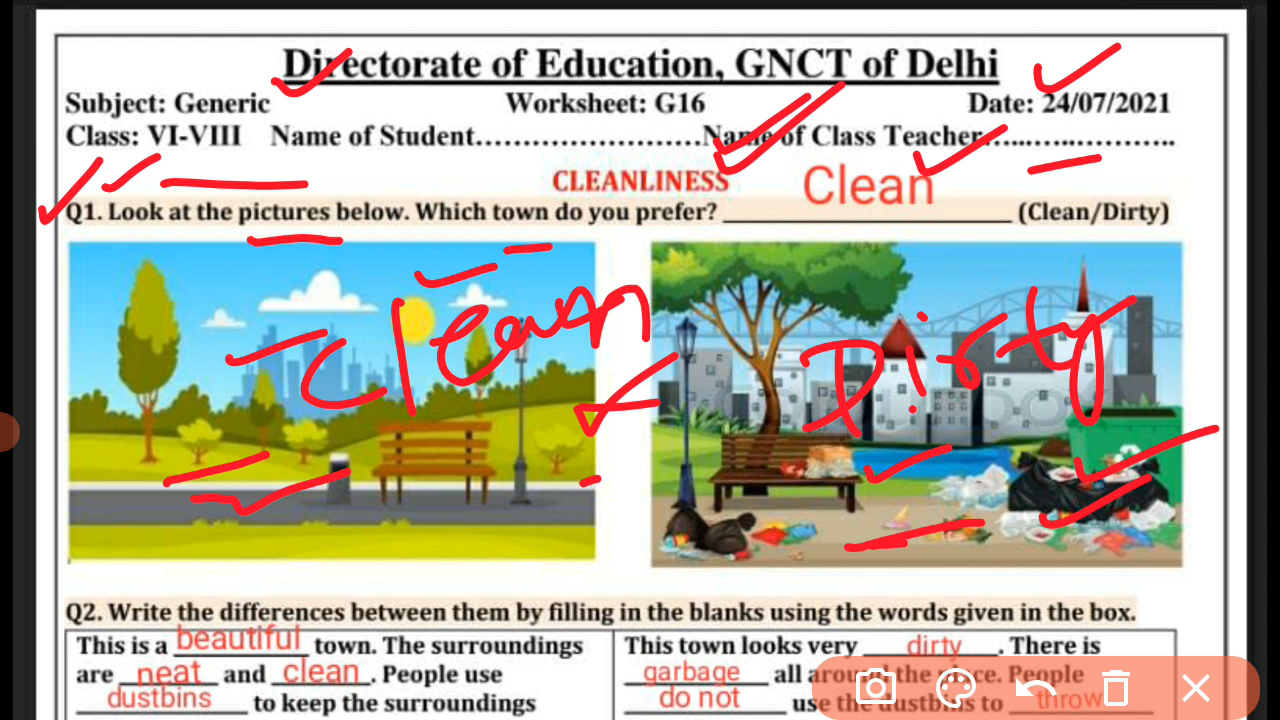 Directorate of Education, GNCT of Delhi
Subject: Generic Worksheet: G16 Date: 24/07/2021
Class: VI-VIII Name of Student........................Name of Class Teacher.......................
CLEANLINESS
Q1. Look at the pictures below. Which town do you prefer? Clean (Clean/Dirty)
Clean Dirty
Q2. Write the differences between them by filling in the blanks using the words given in the box.
This is a beautiful town. The surroundings
are neat and clean. People use
dustbins to keep the surroundings
This town looks very dirty. There is
garbage all around the place. People
do not use the dustbins to throw